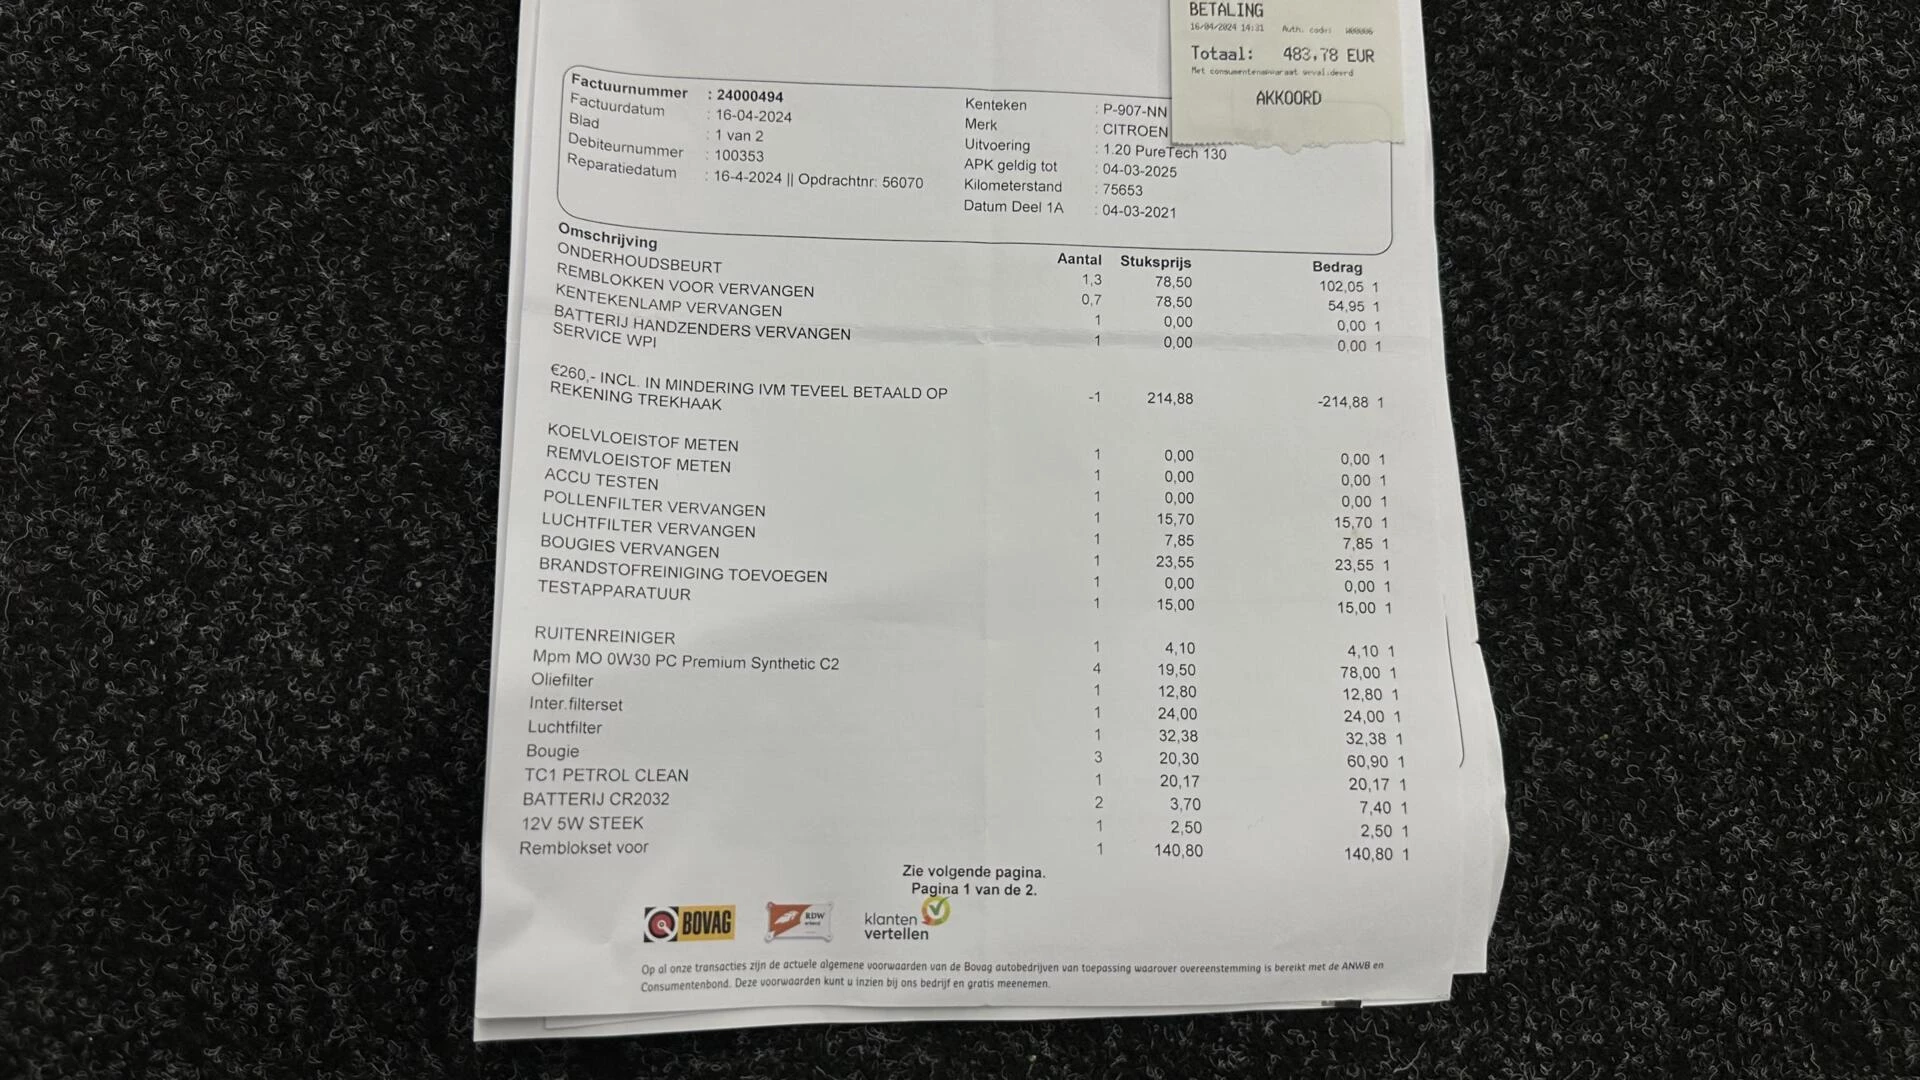 BETALING
16/04/2024 14:31 Auth. code:
Totaal: 483,78 EUR
Met consumentenapparaat gevalideerd
AKKOORD
Factuurnummer : 24000494
Factuurdatum : 16-04-2024
Blad : 1 van 2
Debiteurnummer : 100353
Reparatiedatum : 16-4-2024 || Opdrachtnr: 56070
Kenteken : P-907-NN
Merk : CITROEN
Uitvoering : 1.20 PureTech 130
APK geldig tot : 04-03-2025
Kilometerstand : 75653
Datum Deel 1A : 04-03-2021
Omschrijving Aantal Stuksprijs Bedrag
ONDERHOUDSBEURT 1,3 78,50 102,05 1
REMBLOKKEN VOOR VERVANGEN 0,7 78,50 54,95 1
KENTEKENLAMP VERVANGEN 1 0,00 0,00 1
BATTERIJ HANDZENDERS VERVANGEN 1 0,00 0,00 1
SERVICE WPI
€260,- INCL. IN MINDERING IVM TEVEEL BETAALD OP -1 214,88 -214,88 1
REKENING TREKHAAK
KOELVLOEISTOF METEN 1 0,00 0,00 1
REMVLOEISTOF METEN 1 0,00 0,00 1
ACCU TESTEN 1 0,00 0,00 1
POLLENFILTER VERVANGEN 1 15,70 15,70 1
LUCHTFILTER VERVANGEN 1 7,85 7,85 1
BOUGIES VERVANGEN 1 23,55 23,55 1
BRANDSTOFREINIGING TOEVOEGEN 1 0,00 0,00 1
TESTAPPARATUUR 1 15,00 15,00 1
RUITENREINIGER 1 4,10 4,10 1
Mpm MO 0W30 PC Premium Synthetic C2 4 19,50 78,00 1
Oliefilter 1 12,80 12,80 1
Inter.filterset 1 24,00 24,00 1
Luchtfilter 1 32,38 32,38 1
Bougie 3 20,30 60,90 1
TC1 PETROL CLEAN 1 20,17 20,17 1
BATTERIJ CR2032 2 3,70 7,40 1
12V 5W STEEK 1 2,50 2,50 1
Remblokset voor 1 140,80 140,80 1
Zie volgende pagina.
Pagina 1 van de 2.
BOVAG
RDW
klanten
vertellen
Op al onze transacties zijn de actuele algemene voorwaarden van de Bovag autobedrijven van toepassing waarover overeenstemming is bereikt met de ANWB en
Consumentenbond. Deze voorwaarden kunt u inzien bij ons bedrijf en gratis meenemen.